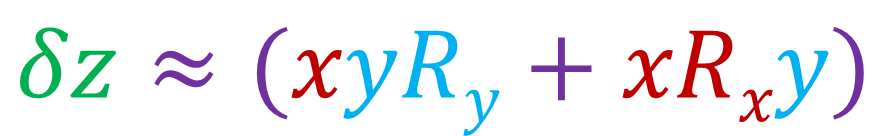 δz ≈ (xyR_y + xR_xy)